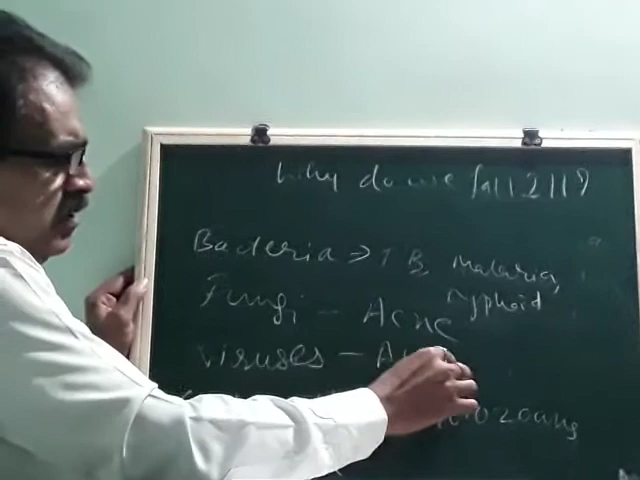 Why do we fall ill?
Bacteria → T B, Malaria,
Typhoid
Fungi - Acne
Viruses - A